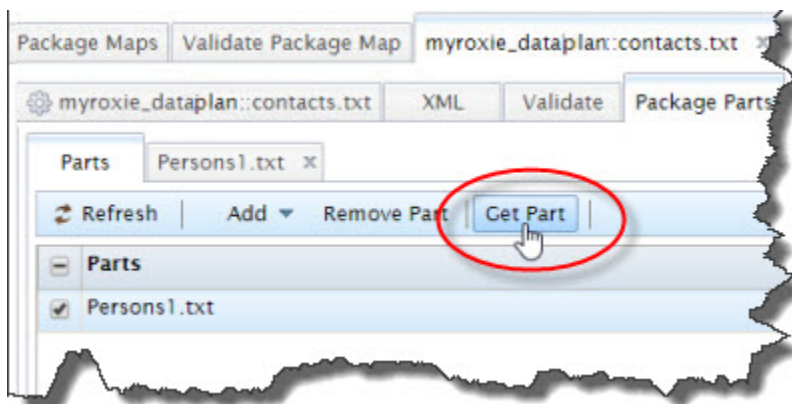 Package Maps Validate Package Map myroxie_dataplan::contacts.txt
myroxie_dataplan::contacts.txt XML Validate Package Parts
Parts Persons1.txt
Refresh Add Remove Part Get Part
Parts
Persons1.txt